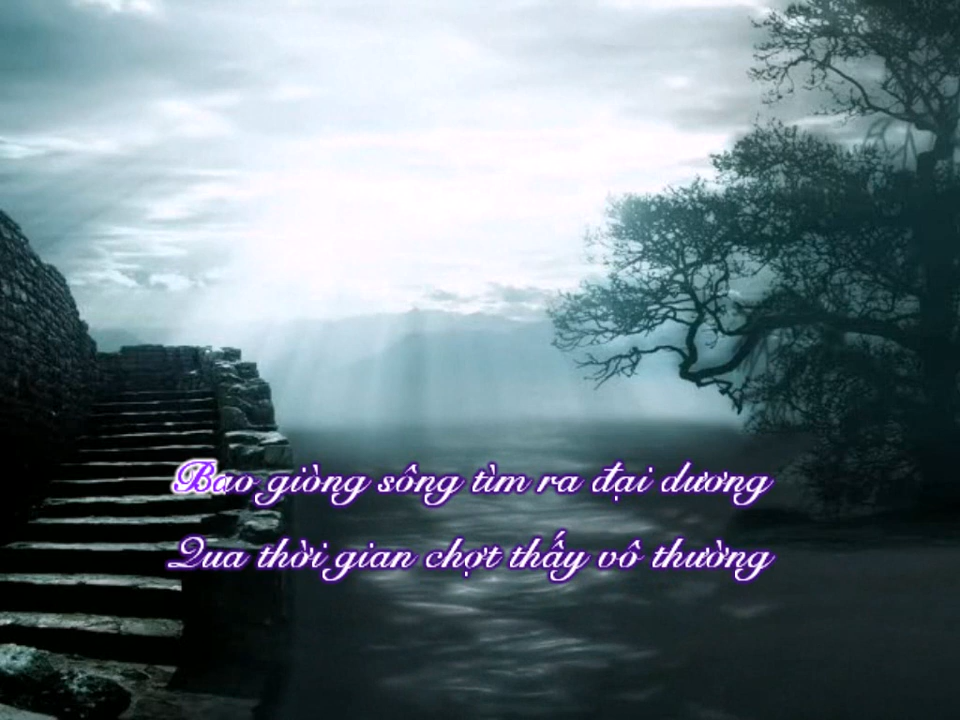 Bao giòng sông tìm ra đại dương
Qua thời gian chợt thấy vô thường